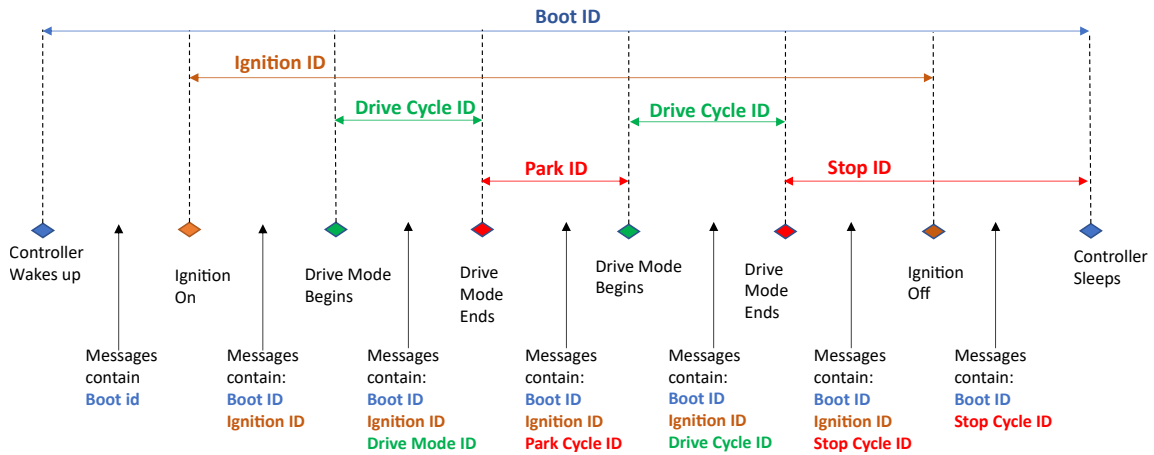 Boot ID
Ignition ID
Drive Cycle ID
Drive Cycle ID
Park ID
Stop ID
Controller
Wakes up
Ignition
On
Drive Mode
Begins
Drive
Mode
Ends
Drive Mode
Begins
Drive
Mode
Ends
Ignition
Off
Controller
Sleeps
Messages
contain
Boot id
Messages
contain:
Boot ID
Ignition ID
Messages
contain:
Boot ID
Ignition ID
Drive Mode ID
Messages
contain:
Boot ID
Ignition ID
Park Cycle ID
Messages
contain:
Boot ID
Ignition ID
Drive Cycle ID
Messages
contain:
Boot ID
Ignition ID
Stop Cycle ID
Messages
contain:
Boot ID
Stop Cycle ID